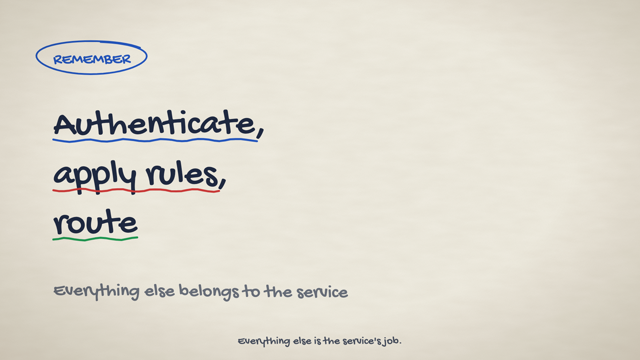 REMEMBER
Authenticate,
apply rules,
route
Everything else belongs to the service
Everything else is the service's job.